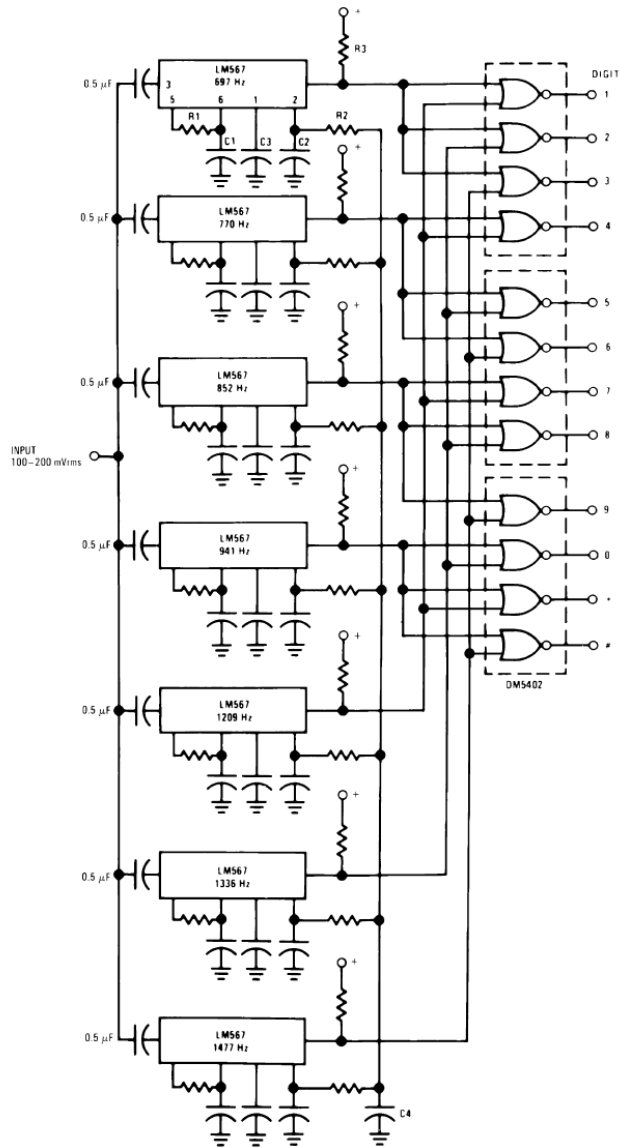 +
R3
LM567
697 Hz
0.5 μF
3
5 6 1 2
R1
C1 C3 C2
R2
DIGIT
1
2
3
4
+
0.5 μF
LM567
770 Hz
+
5
6
7
8
0.5 μF
LM567
852 Hz
INPUT
100–200 mVrms
+
9
0
*
#
DM5402
0.5 μF
LM567
941 Hz
+
0.5 μF
LM567
1209 Hz
+
0.5 μF
LM567
1336 Hz
+
0.5 μF
LM567
1477 Hz
C4